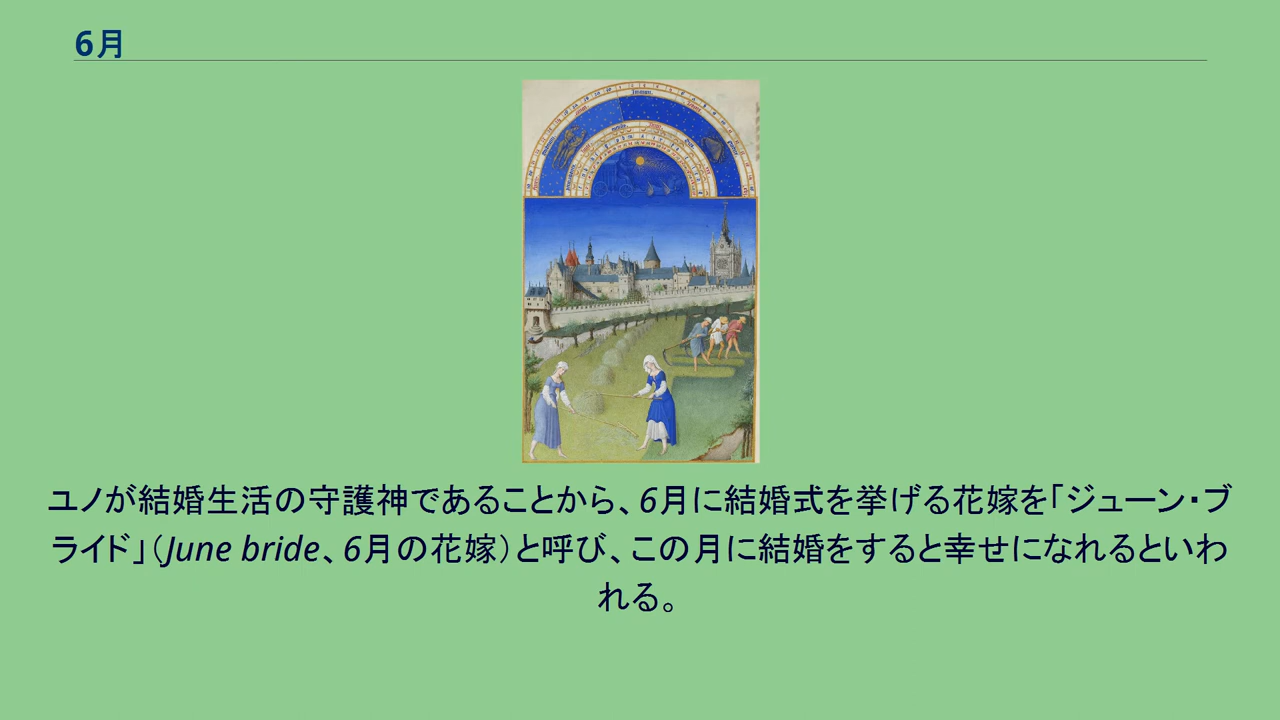 6月
ユノが結婚生活の守護神であることから、6月に結婚式を挙げる花嫁を「ジューン・ブ
ライド」（June bride、6月の花嫁）と呼び、この月に結婚をすると幸せになれるといわ
れる。